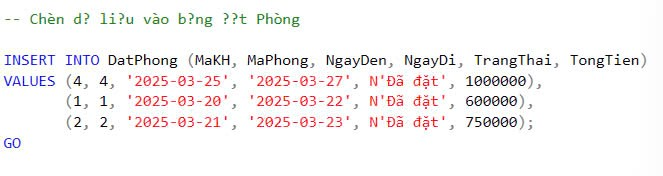 -- Chèn d? li?u vào b?ng ??t Phòng
INSERT INTO DatPhong (MaKH, MaPhong, NgayDen, NgayDi, TrangThai, TongTien)
VALUES (4, 4, '2025-03-25', '2025-03-27', N'Đã đặt', 1000000),
(1, 1, '2025-03-20', '2025-03-22', N'Đã đặt', 600000),
(2, 2, '2025-03-21', '2025-03-23', N'Đã đặt', 750000);
GO